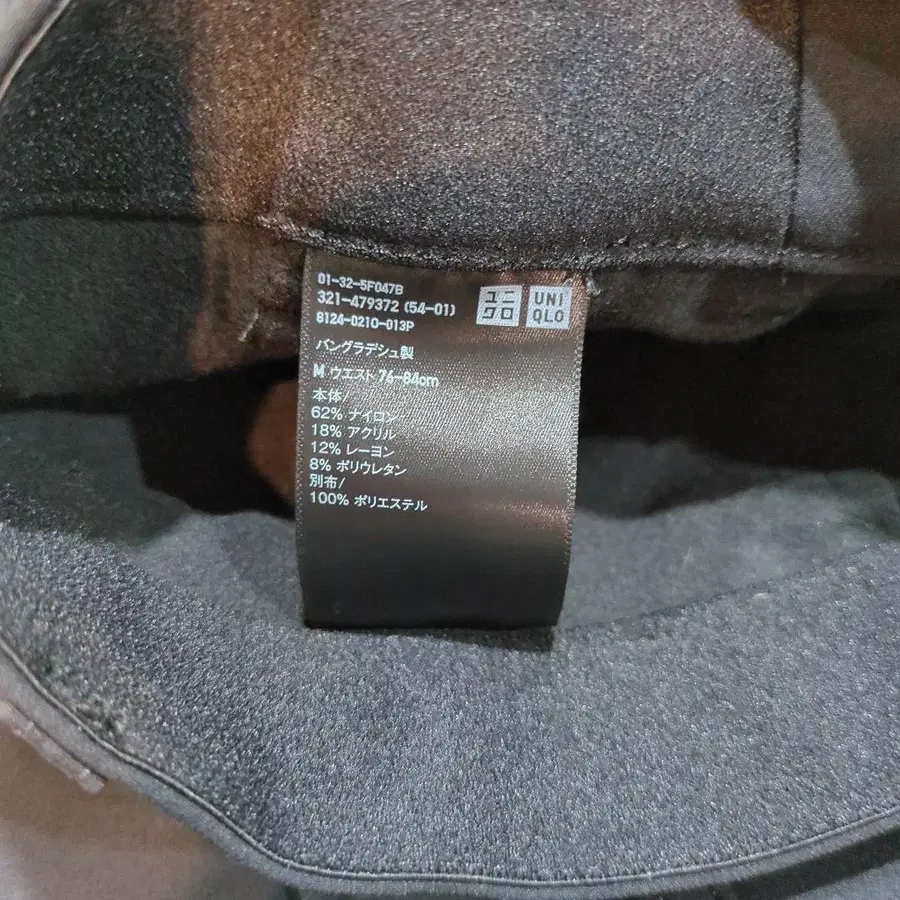 01-32-5F047B
321-479372 (54-01)
8124-0210-013P
ユニ
クロ
UNI
QLO
バングラデシュ製
M ウエスト 76-84cm
本体/
62% ナイロン
18% アクリル
12% レーヨン
8% ポリウレタン
別布/
100% ポリエステル